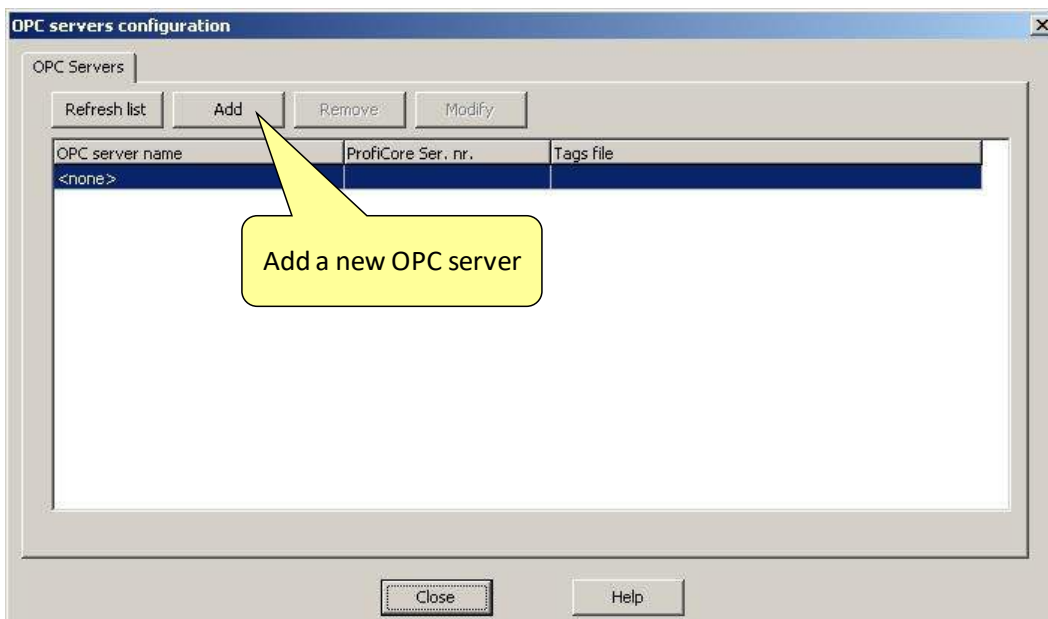 OPC servers configuration
OPC Servers
Refresh list Add Remove Modify
OPC server name ProfiCore Ser. nr. Tags file
<none>
Add a new OPC server
Close Help